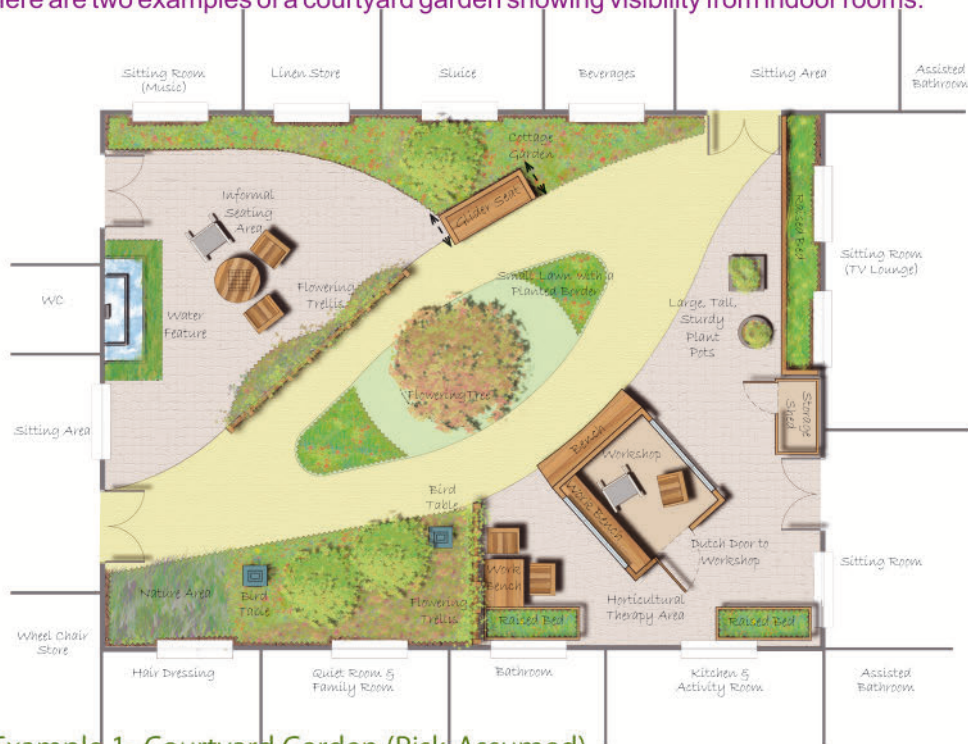 here are two examples of a courtyard garden showing visibility from indoor rooms.
Sitting Room
(Music)
Linen Store
Sluice
Beverages
Sitting Area
Assisted
Bathroom
Cottage
Garden
Glider Seat
Informal
Seating
Area
Raised Bed
Sitting Room
(TV Lounge)
Small Lawn with a
Planted Border
Flowering
Trellis
WC
Water
Feature
Large, Tall,
Sturdy
Plant
Pots
Flowering Tree
Storage
Shed
Sitting Area
Bench
Workshop
Work Bench
Bird
Table
Dutch Door to
Workshop
Sitting Room
Work
Bench
Nature Area
Bird
Table
Flowering
Trellis
Horticultural
Therapy Area
Raised Bed
Raised Bed
Wheel Chair
Store
Hair Dressing
Quiet Room &
Family Room
Bathroom
Kitchen &
Activity Room
Assisted
Bathroom
Example 1. Courtyard Garden (Risk Assumed)